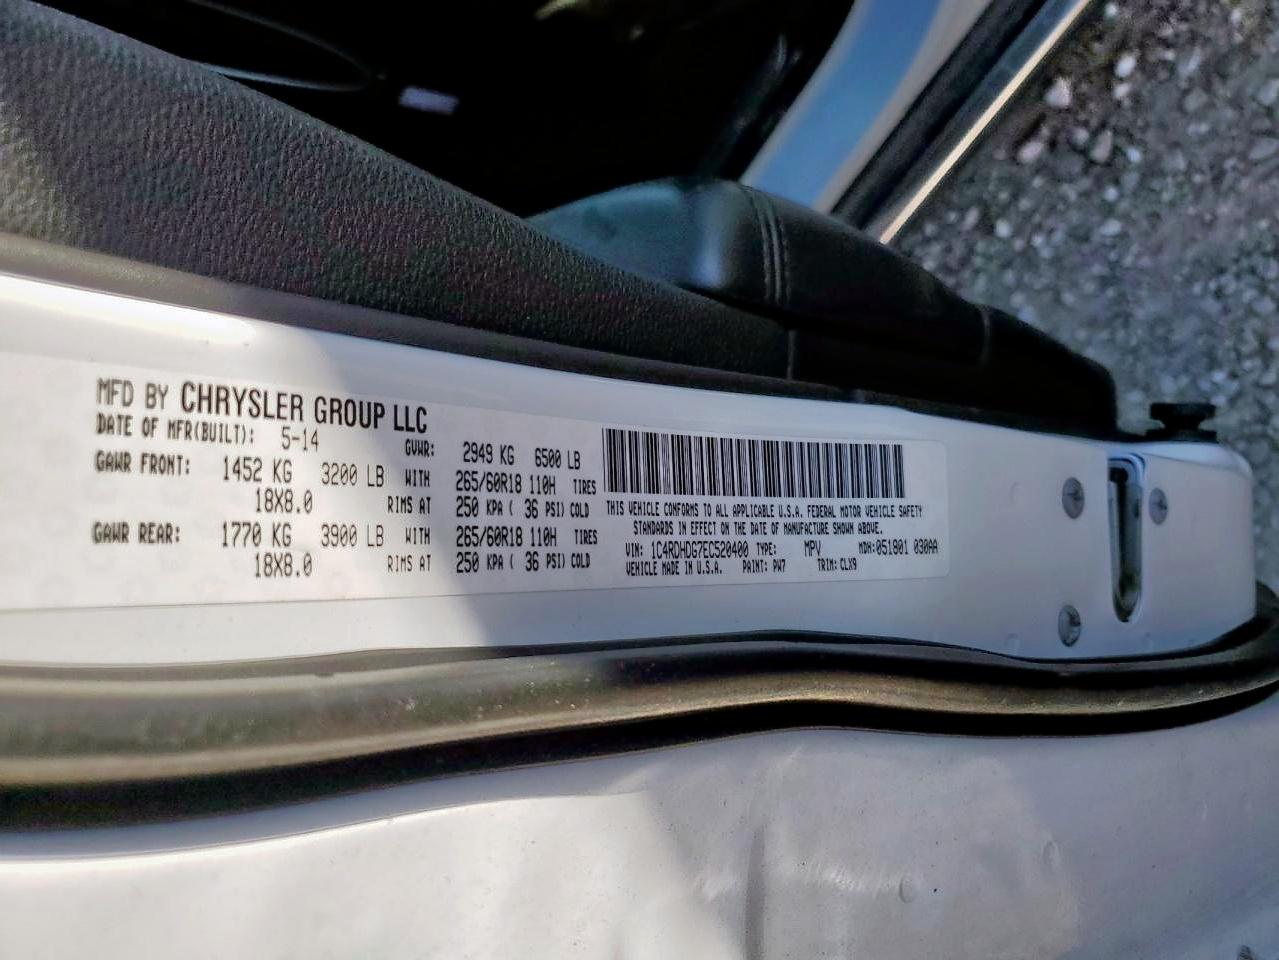 MFD BY CHRYSLER GROUP LLC
DATE OF MFR(BUILT): 5-14 GVWR: 2949 KG 6500 LB
GAWR FRONT: 1452 KG 3200 LB WITH 265/60R18 110H TIRES
18X8.0 RIMS AT 250 KPA ( 36 PSI) COLD
GAWR REAR: 1770 KG 3900 LB WITH 265/60R18 110H TIRES
18X8.0 RIMS AT 250 KPA ( 36 PSI) COLD
THIS VEHICLE CONFORMS TO ALL APPLICABLE U.S.A. FEDERAL MOTOR VEHICLE SAFETY
STANDARDS IN EFFECT ON THE DATE OF MANUFACTURE SHOWN ABOVE.
VIN: 1C4RDHDG7EC520400 TYPE: MPV MDH:051801 030AA
VEHICLE MADE IN U.S.A. PAINT: PW7 TRIM: CLX9